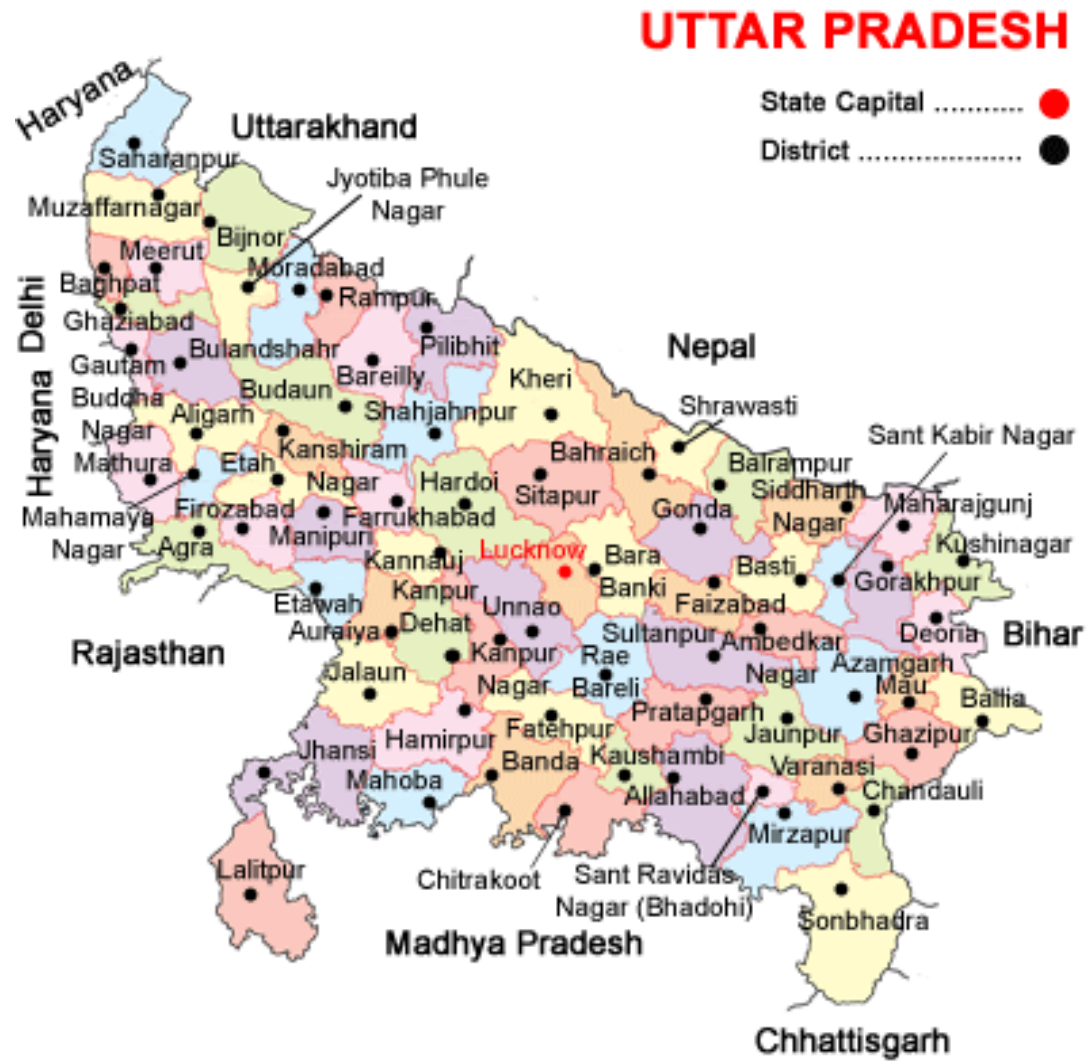 UTTAR PRADESH
State Capital ...........
District .....................
Haryana
Uttarakhand
Saharanpur
Jyotiba Phule
Nagar
Muzaffarnagar
Bijnor
Meerut
Moradabad
Baghpat
Rampur
Haryana Delhi
Ghaziabad
Bulandshahr
Pilibhit
Nepal
Gautam
Buddha
Nagar
Budaun
Bareilly
Kheri
Aligarh
Shahjahnpur
Shrawasti
Sant Kabir Nagar
Kanshiram
Nagar
Mathura
Etah
Hardoi
Sitapur
Bahraich
Balrampur
Siddharth
Nagar
Maharajgunj
Mahamaya
Nagar
Firozabad
Farrukhabad
Gonda
Kushinagar
Agra
Manipuri
Kannauj
Lucknow
Bara
Banki
Basti
Gorakhpur
Etawah
Kanpur
Dehat
Unnao
Faizabad
Deoria
Bihar
Rajasthan
Auraiya
Kanpur
Nagar
Rae
Bareli
Sultanpur
Ambedkar
Nagar
Azamgarh
Mau
Ballia
Jalaun
Fatehpur
Pratapgarh
Jaunpur
Ghazipur
Jhansi
Hamirpur
Banda
Kaushambi
Varanasi
Mahoba
Allahabad
Chandauli
Mirzapur
Lalitpur
Chitrakoot
Sant Ravidas
Nagar (Bhadohi)
Sonbhadra
Madhya Pradesh
Chhattisgarh